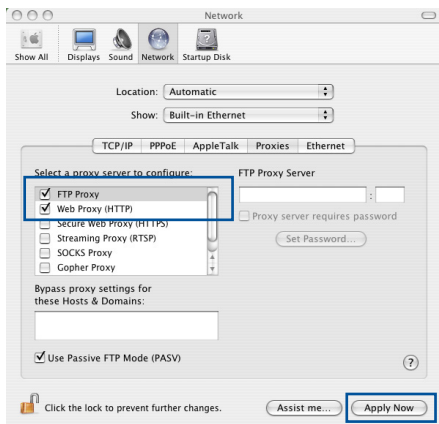 Network
Show All Displays Sound Network Startup Disk
Location: Automatic
Show: Built-in Ethernet
TCP/IP PPPoE AppleTalk Proxies Ethernet
Select a proxy server to configure: FTP Proxy Server
FTP Proxy
:
Web Proxy (HTTP)
Proxy server requires password
Secure Web Proxy (HTTPS)
Streaming Proxy (RTSP) Set Password...
SOCKS Proxy
Gopher Proxy
Bypass proxy settings for
these Hosts & Domains:
Use Passive FTP Mode (PASV) ?
Click the lock to prevent further changes. Assist me... Apply Now